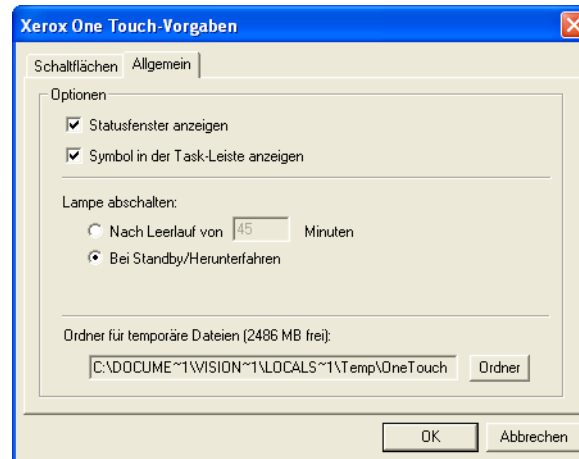 Xerox One Touch-Vorgaben
Schaltflächen Allgemein
Optionen
Statusfenster anzeigen
Symbol in der Task-Leiste anzeigen
Lampe abschalten:
Nach Leerlauf von 45 Minuten
Bei Standby/Herunterfahren
Ordner für temporäre Dateien (2486 MB frei):
C:\DOCUME~1\VISION~1\LOCALS~1\Temp\OneTouch Ordner
OK Abbrechen